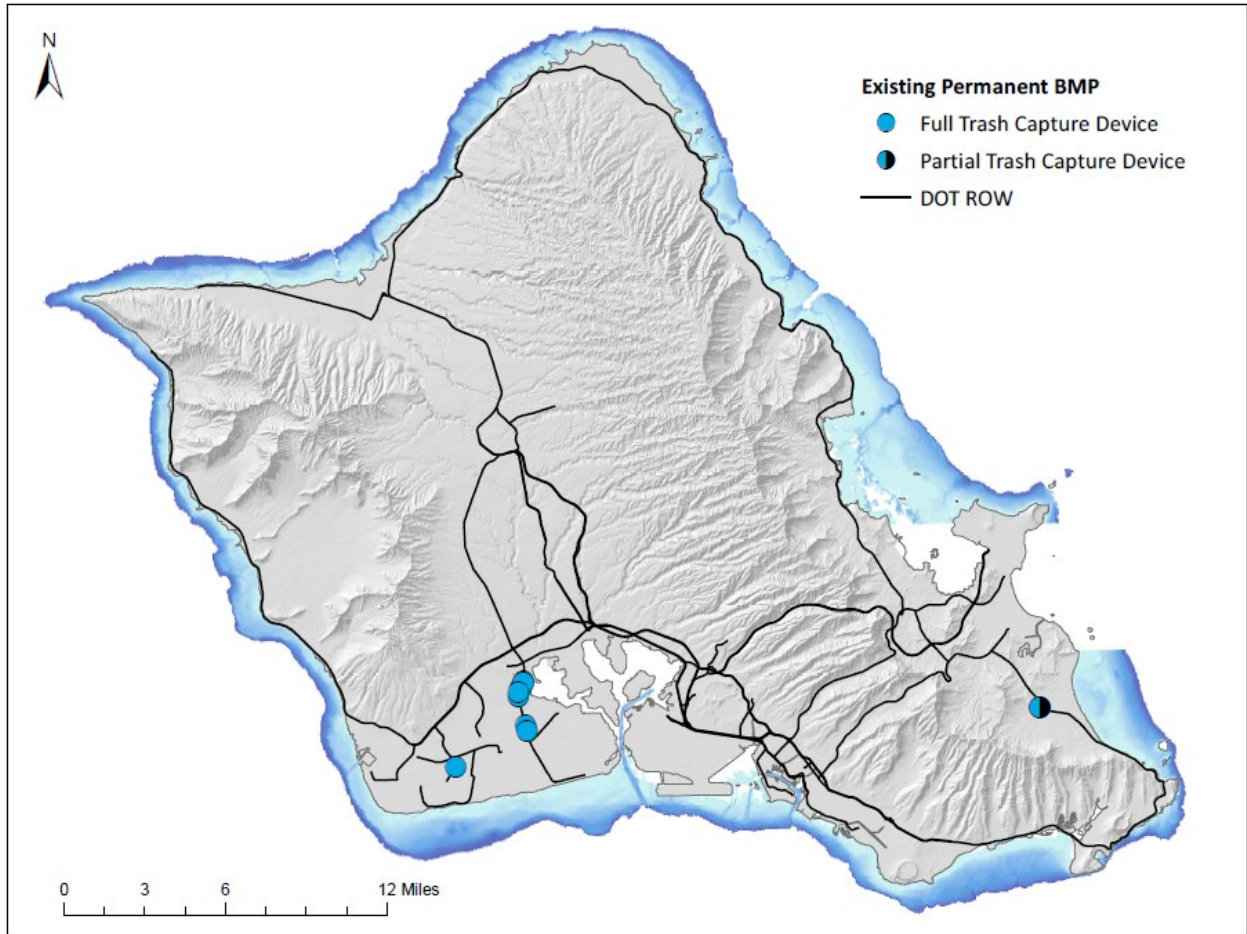 N
Existing Permanent BMP
Full Trash Capture Device
Partial Trash Capture Device
DOT ROW
0 3 6 12 Miles